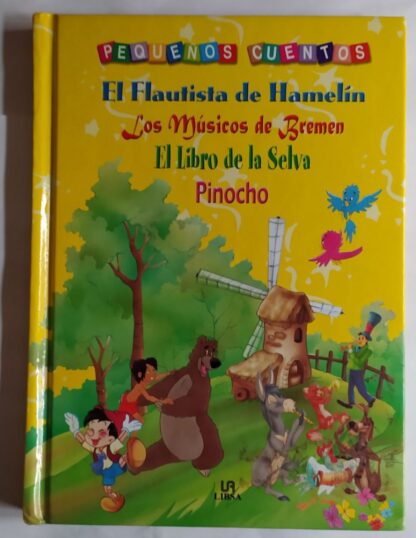 PEQUEÑOS CUENTOS
El Flautista de Hamelín
Los Músicos de Bremen
El Libro de la Selva
Pinocho
LIBSA